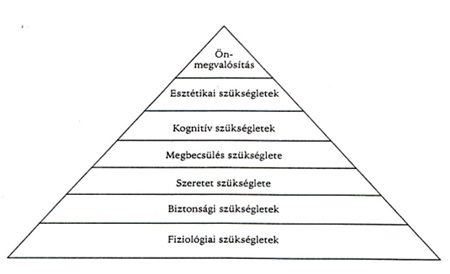 Ön-
megvalósítás
Esztétikai szükségletek
Kognitív szükségletek
Megbecsülés szükséglete
Szeretet szükséglete
Biztonsági szükségletek
Fiziológiai szükségletek